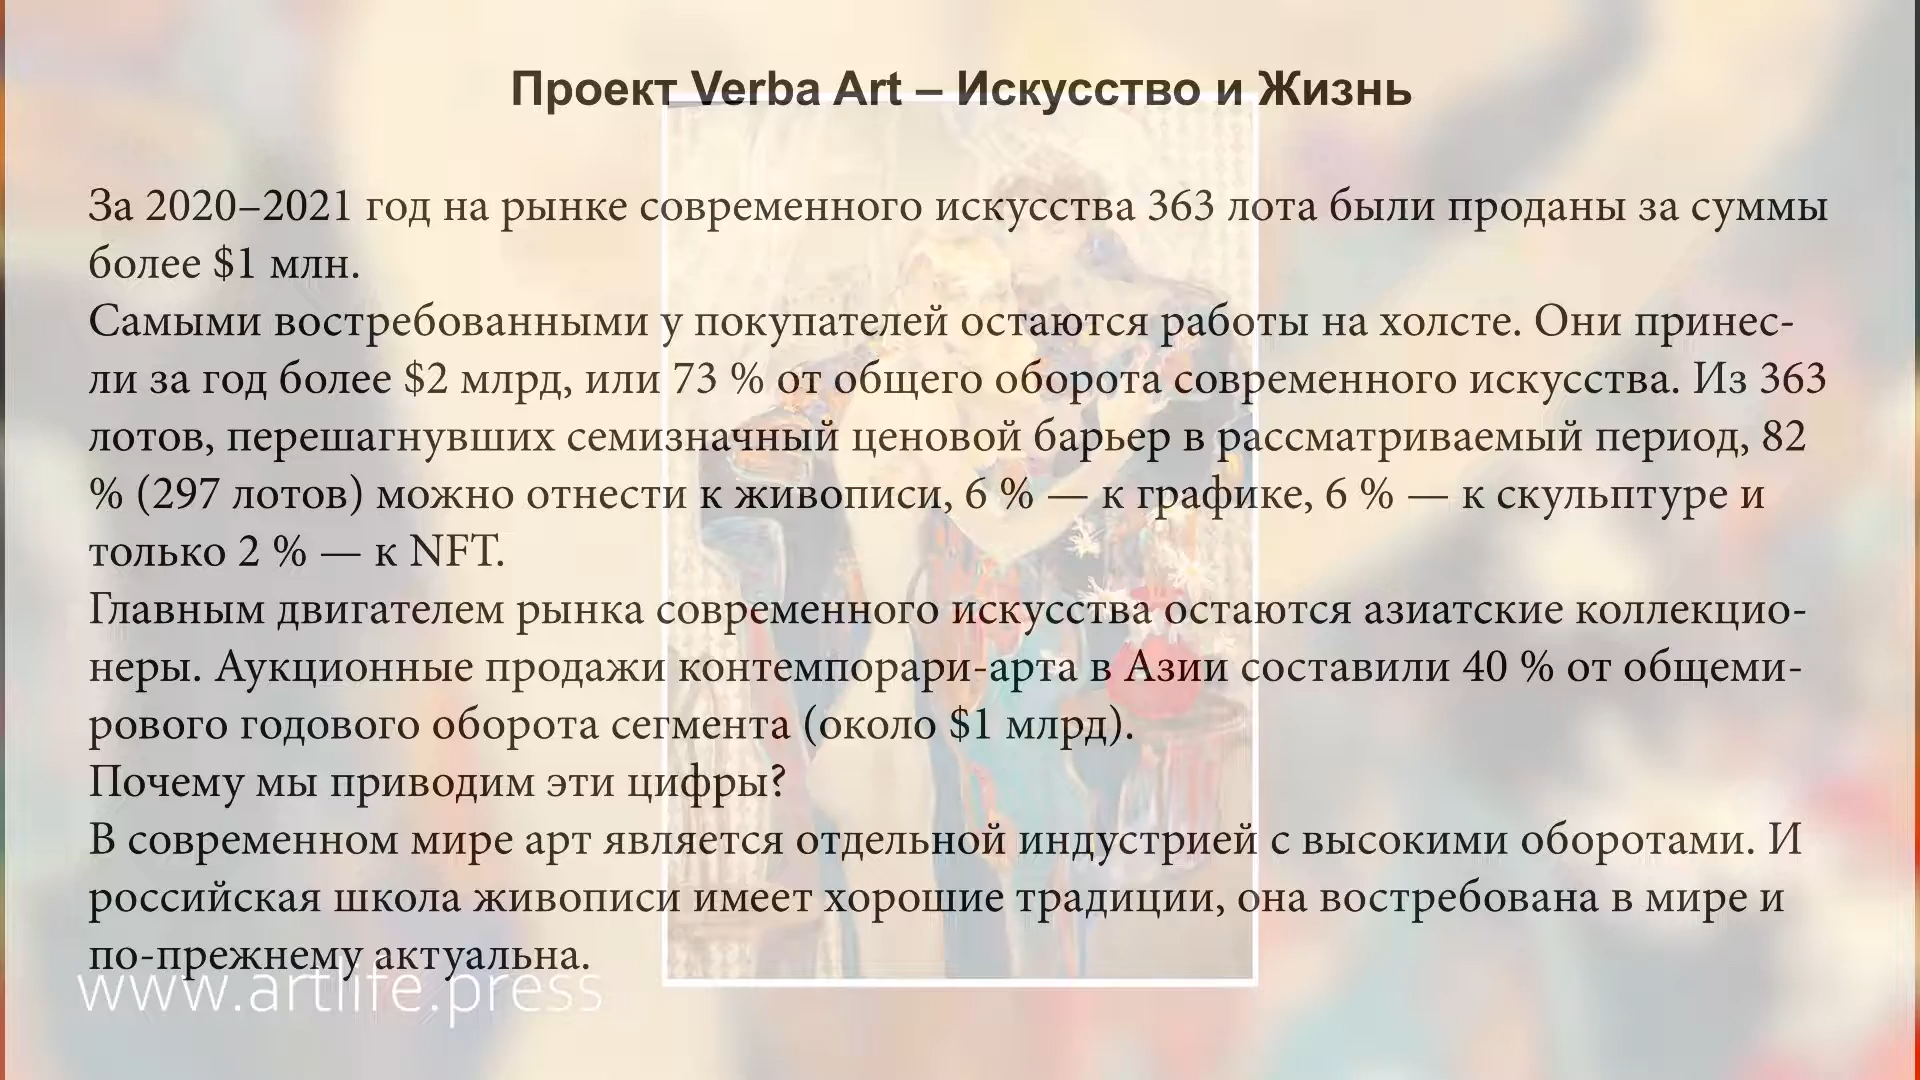 Проект Verba Art – Искусство и Жизнь
За 2020–2021 год на рынке современного искусства 363 лота были проданы за суммы
более $1 млн.
Самыми востребованными у покупателей остаются работы на холсте. Они принес-
ли за год более $2 млрд, или 73 % от общего оборота современного искусства. Из 363
лотов, перешагнувших семизначный ценовой барьер в рассматриваемый период, 82
% (297 лотов) можно отнести к живописи, 6 % — к графике, 6 % — к скульптуре и
только 2 % — к NFT.
Главным двигателем рынка современного искусства остаются азиатские коллекцио-
неры. Аукционные продажи контемпорари-арта в Азии составили 40 % от общеми-
рового годового оборота сегмента (около $1 млрд).
Почему мы приводим эти цифры?
В современном мире арт является отдельной индустрией с высокими оборотами. И
российская школа живописи имеет хорошие традиции, она востребована в мире и
по-прежнему актуальна.
www.artlife.press